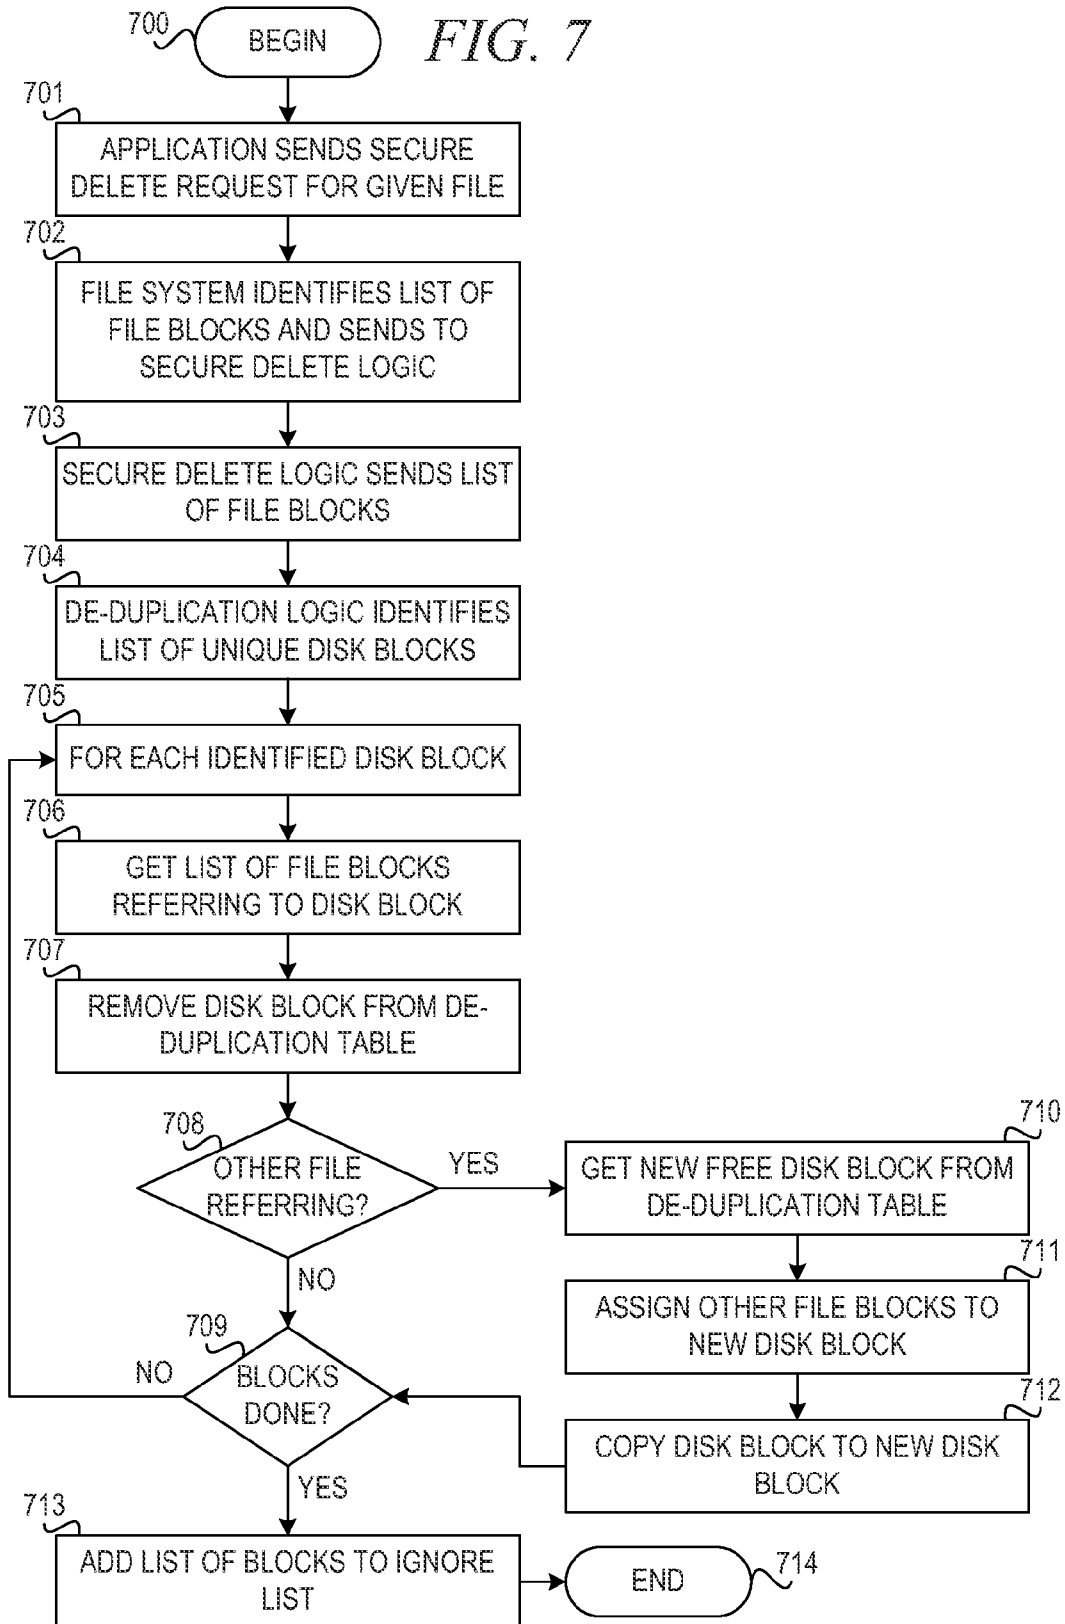 FIG. 7
700
BEGIN
701
APPLICATION SENDS SECURE
DELETE REQUEST FOR GIVEN FILE
702
FILE SYSTEM IDENTIFIES LIST OF
FILE BLOCKS AND SENDS TO
SECURE DELETE LOGIC
703
SECURE DELETE LOGIC SENDS LIST
OF FILE BLOCKS
704
DE-DUPLICATION LOGIC IDENTIFIES
LIST OF UNIQUE DISK BLOCKS
705
FOR EACH IDENTIFIED DISK BLOCK
706
GET LIST OF FILE BLOCKS
REFERRING TO DISK BLOCK
707
REMOVE DISK BLOCK FROM DE-
DUPLICATION TABLE
708
OTHER FILE
REFERRING?
YES
NO
710
GET NEW FREE DISK BLOCK FROM
DE-DUPLICATION TABLE
711
ASSIGN OTHER FILE BLOCKS TO
NEW DISK BLOCK
712
COPY DISK BLOCK TO NEW DISK
BLOCK
709
BLOCKS
DONE?
NO
YES
713
ADD LIST OF BLOCKS TO IGNORE
LIST
END
714